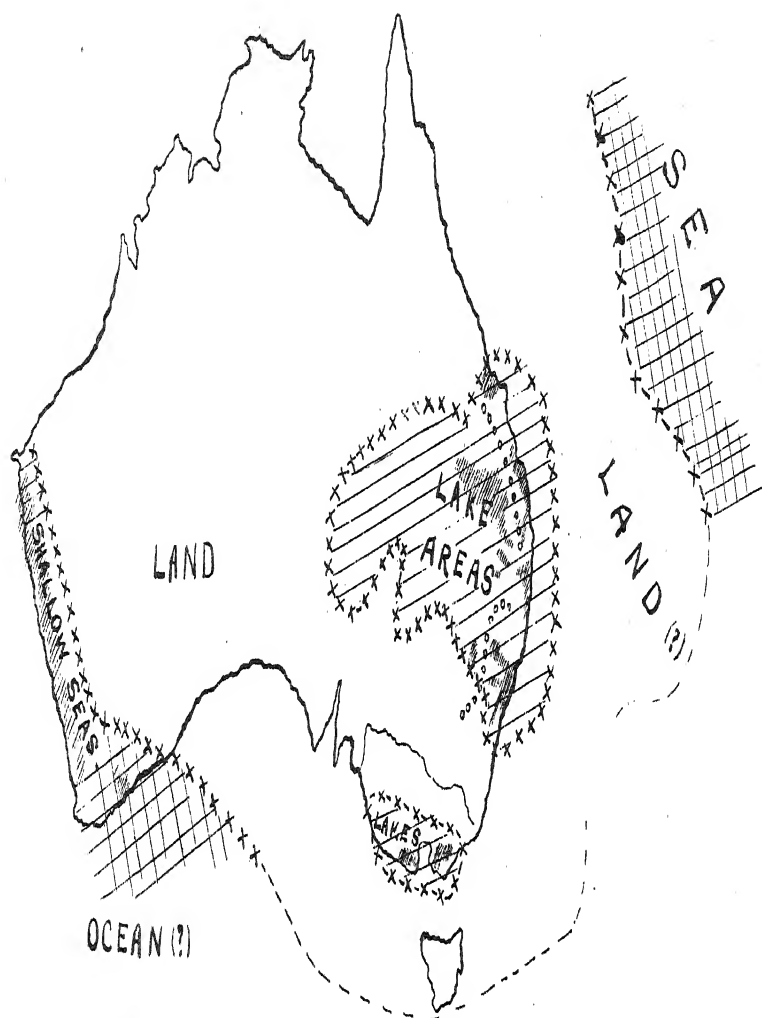 SEA
LAND
LAKE
AREAS
LAND (?)
SHALLOW SEAS
LAKES
OCEAN (?)